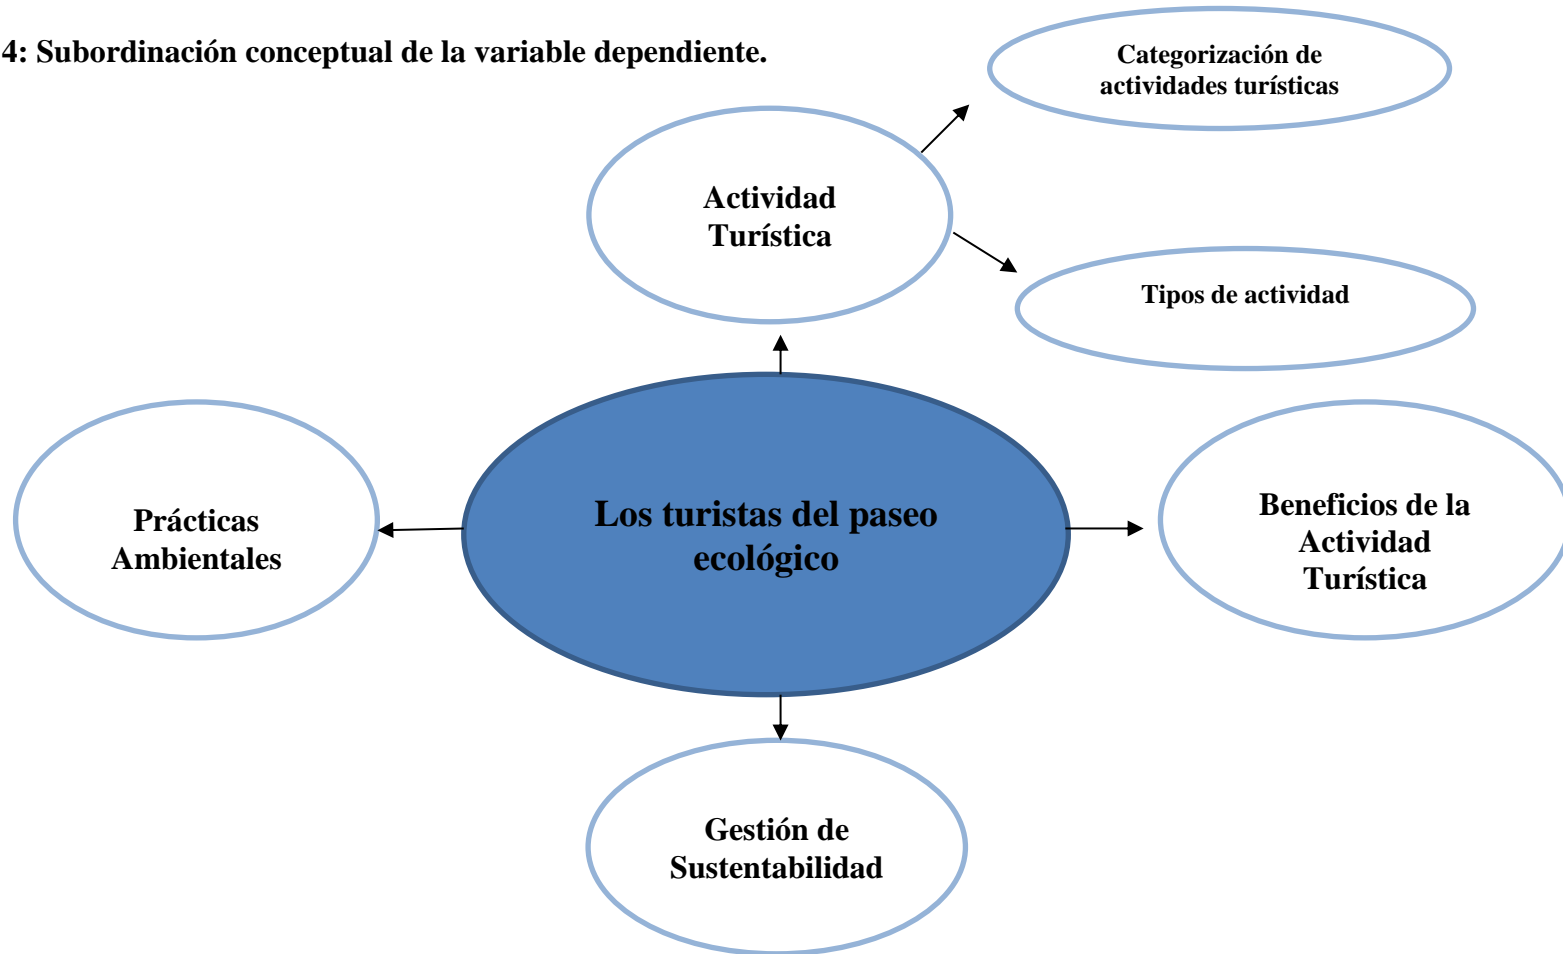 4: Subordinación conceptual de la variable dependiente.
Categorización de
actividades turísticas
Actividad
Turística
Tipos de actividad
Los turistas del paseo
ecológico
Prácticas
Ambientales
Beneficios de la
Actividad
Turística
Gestión de
Sustentabilidad